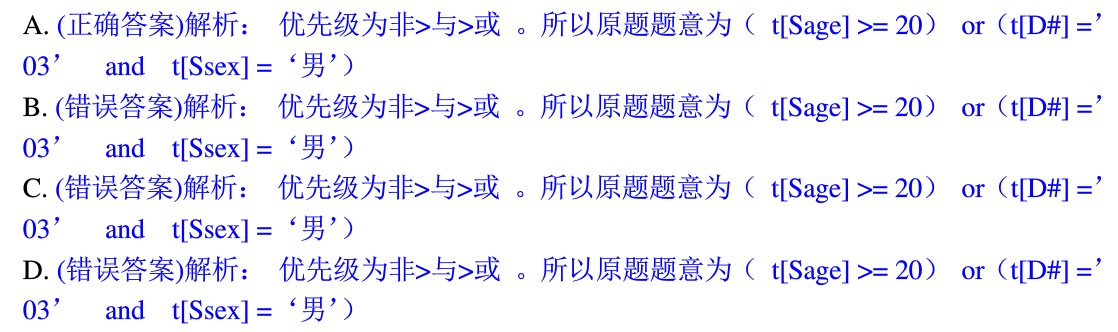 A. (正确答案)解析： 优先级为非>与>或 。所以原题题意为（ t[Sage] >= 20） or（t[D#] =’
03’ and t[Ssex] = ‘男’）
B. (错误答案)解析： 优先级为非>与>或 。所以原题题意为（ t[Sage] >= 20） or（t[D#] =’
03’ and t[Ssex] = ‘男’）
C. (错误答案)解析： 优先级为非>与>或 。所以原题题意为（ t[Sage] >= 20） or（t[D#] =’
03’ and t[Ssex] = ‘男’）
D. (错误答案)解析： 优先级为非>与>或 。所以原题题意为（ t[Sage] >= 20） or（t[D#] =’
03’ and t[Ssex] = ‘男’）